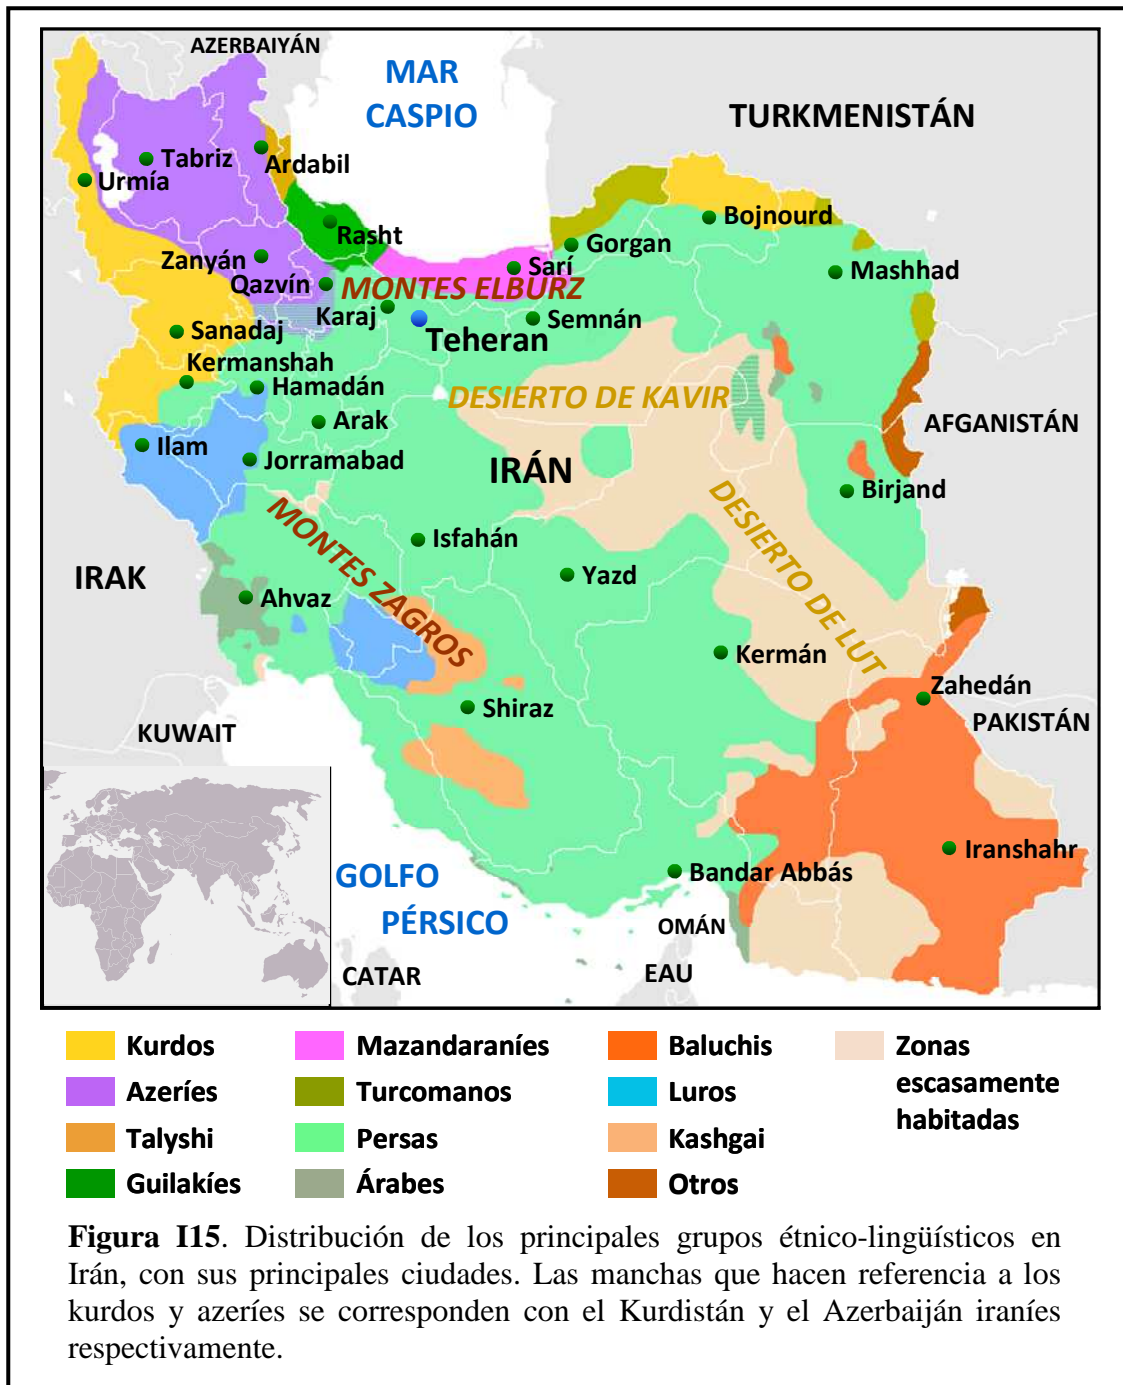 AZERBAIYÁN
MAR
CASPIO
TURKMENISTÁN
Tabriz
Ardabil
Urmía
Rasht
Bojnourd
Gorgan
Zanyán
Sarí
Mashhad
Qazvín
MONTES ELBURZ
Karaj
Teheran
Semnán
Sanadaj
Kermanshah
Hamadán
DESIERTO DE KAVIR
Arak
AFGANISTÁN
Ilam
Jorramabad
IRÁN
Birjand
DESIERTO DE LUT
MONTES ZAGROS
Isfahán
IRAK
Yazd
Ahvaz
Kermán
Zahedán
Shiraz
PAKISTÁN
KUWAIT
Iranshahr
GOLFO
PÉRSICO
Bandar Abbás
OMÁN
CATAR
EAU
Kurdos
Azeríes
Talyshi
Guilakíes
Mazandaraníes
Turcomanos
Persas
Árabes
Baluchis
Luros
Kashgai
Otros
Zonas
escasamente
habitadas
Figura I15. Distribución de los principales grupos étnico-lingüísticos en
Irán, con sus principales ciudades. Las manchas que hacen referencia a los
kurdos y azeríes se corresponden con el Kurdistán y el Azerbaiján iraníes
respectivamente.